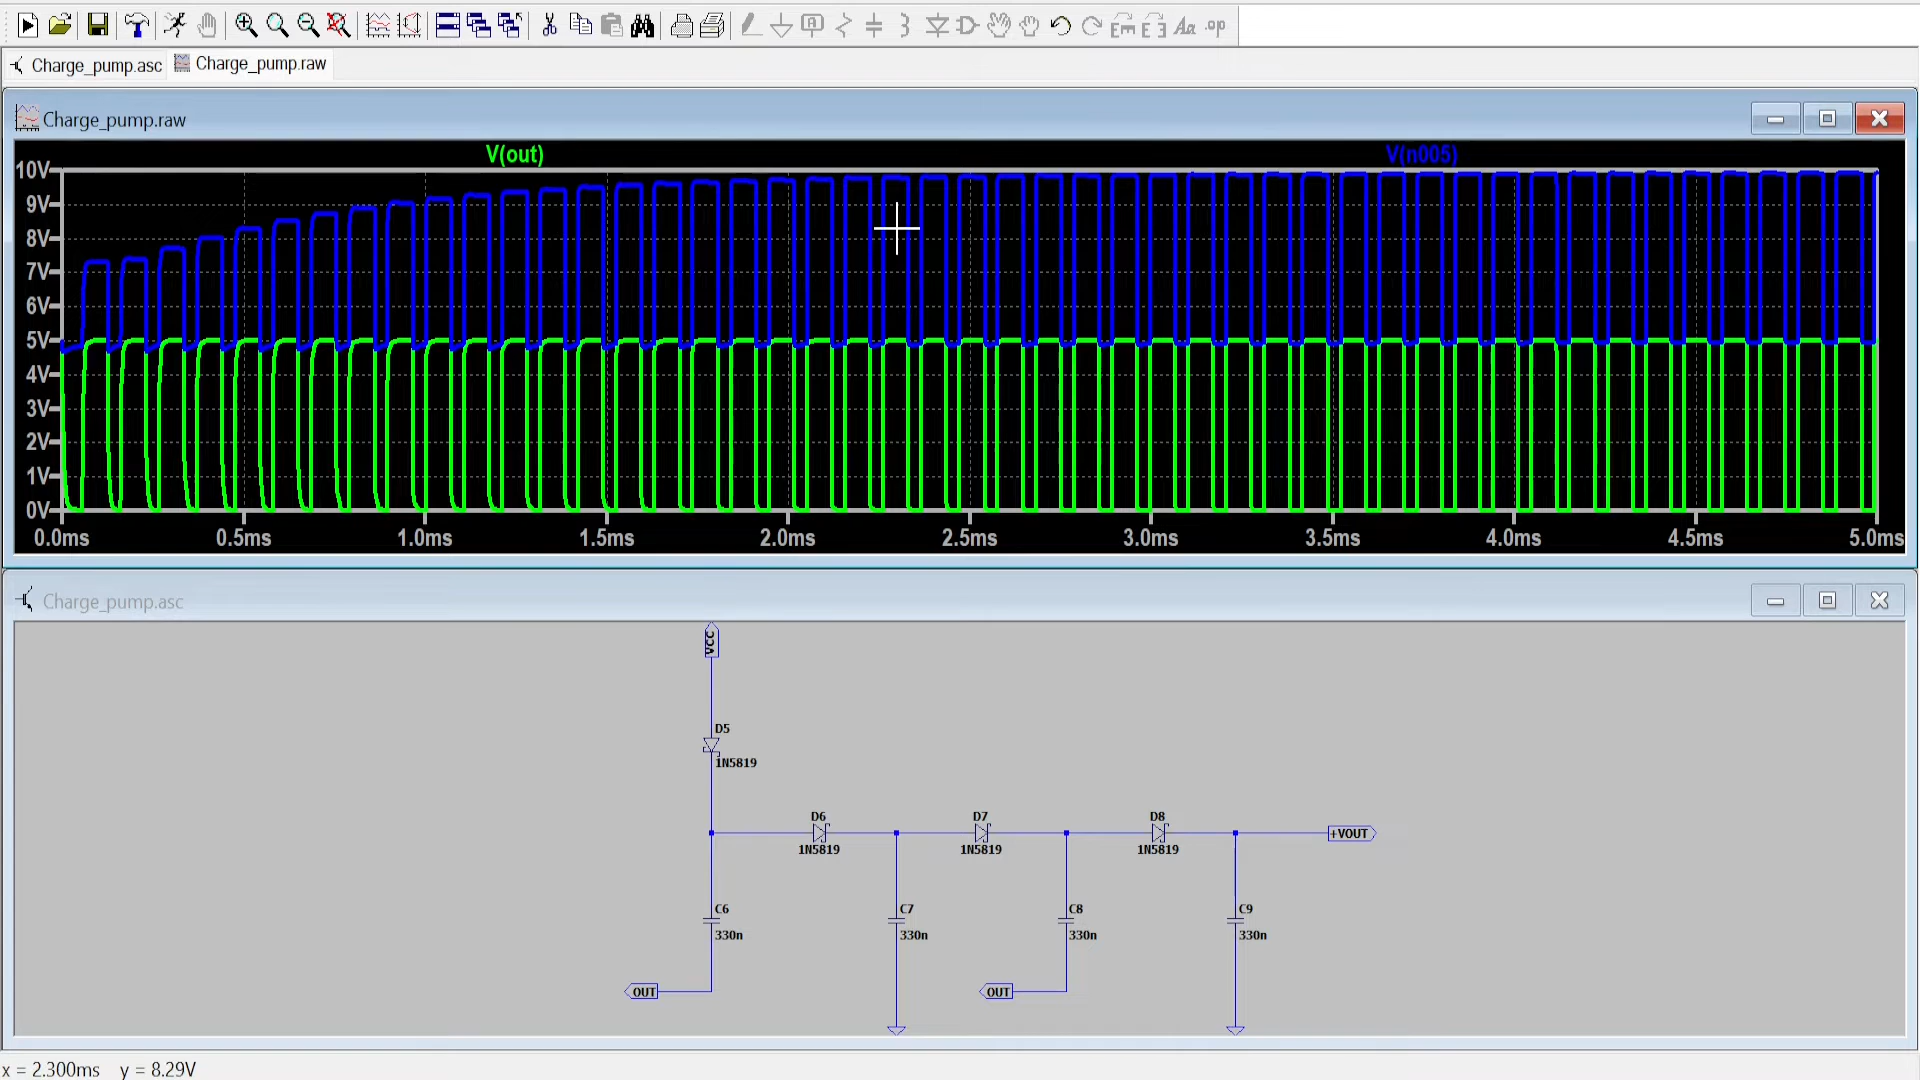 Aa .op
Charge_pump.asc Charge_pump.raw
Charge_pump.raw
V(out) V(n005)
10V
9V
8V
7V
6V
5V
4V
3V
2V
1V
0V
0.0ms 0.5ms 1.0ms 1.5ms 2.0ms 2.5ms 3.0ms 3.5ms 4.0ms 4.5ms 5.0ms
Charge_pump.asc
VCC
D5
1N5819
D6 D7 D8
+VOUT
1N5819 1N5819 1N5819
C6 C7 C8 C9
330n 330n 330n 330n
OUT OUT
x = 2.300ms y = 8.29V